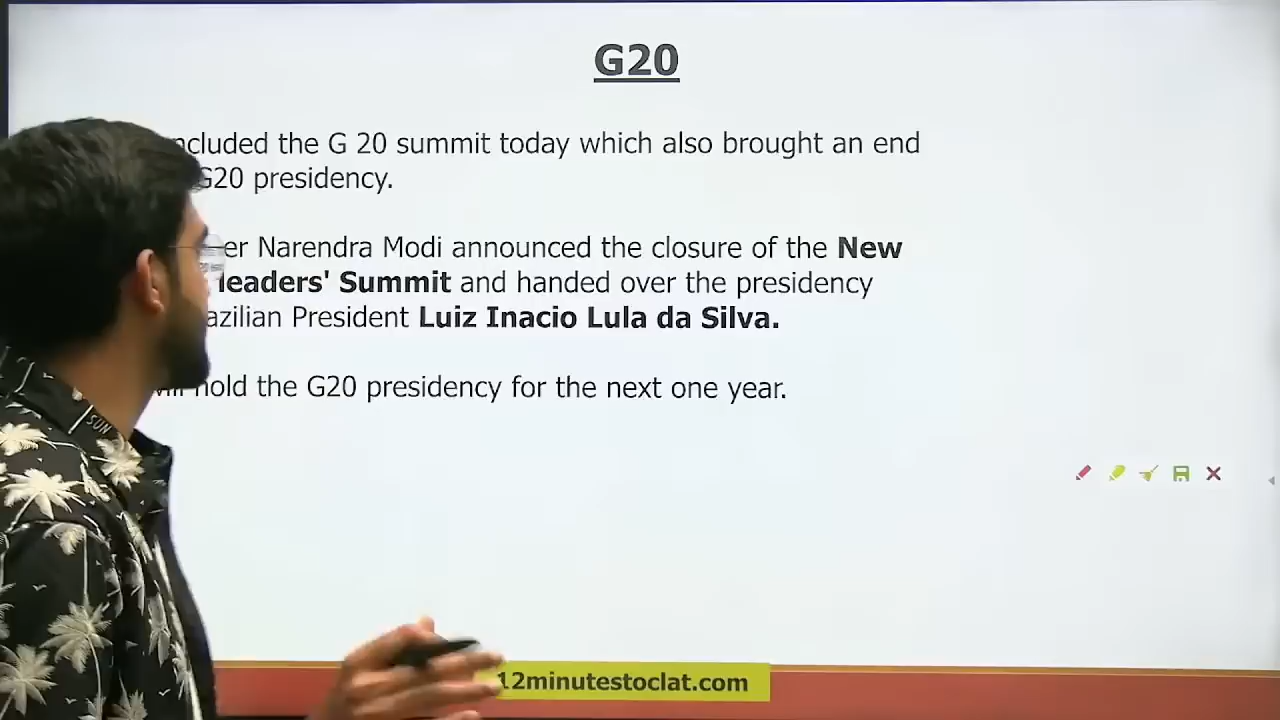 G20
ncluded the G 20 summit today which also brought an end
G20 presidency.
er Narendra Modi announced the closure of the New
leaders' Summit and handed over the presidency
azilian President Luiz Inacio Lula da Silva.
hold the G20 presidency for the next one year.
SUN
12minutestoclat.com